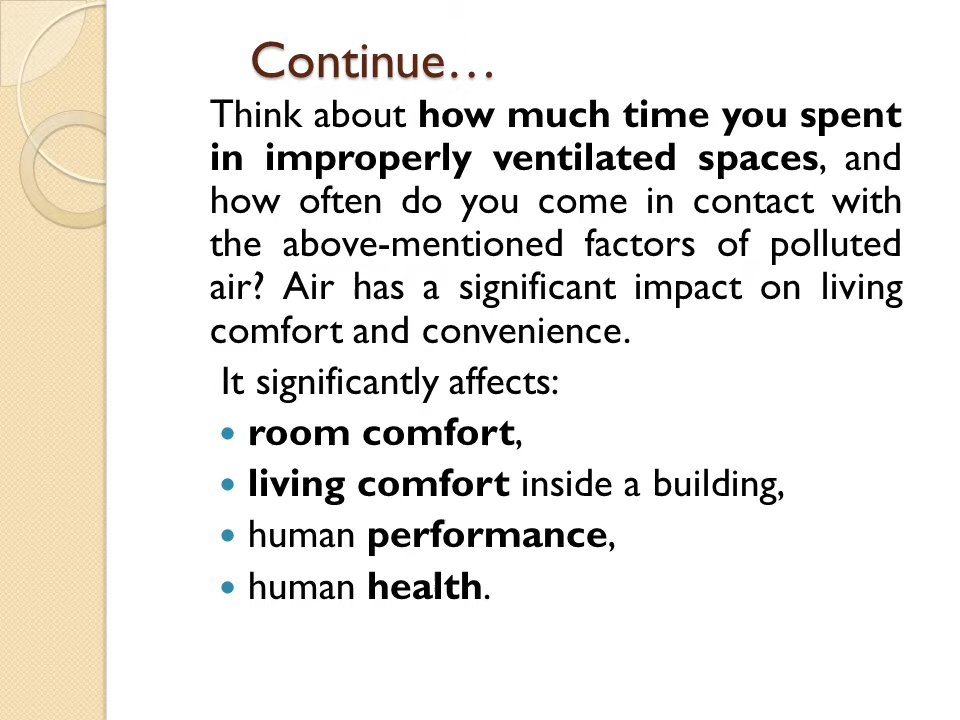 Continue…
Think about how much time you spent
in improperly ventilated spaces, and
how often do you come in contact with
the above-mentioned factors of polluted
air? Air has a significant impact on living
comfort and convenience.
It significantly affects:
• room comfort,
• living comfort inside a building,
• human performance,
• human health.